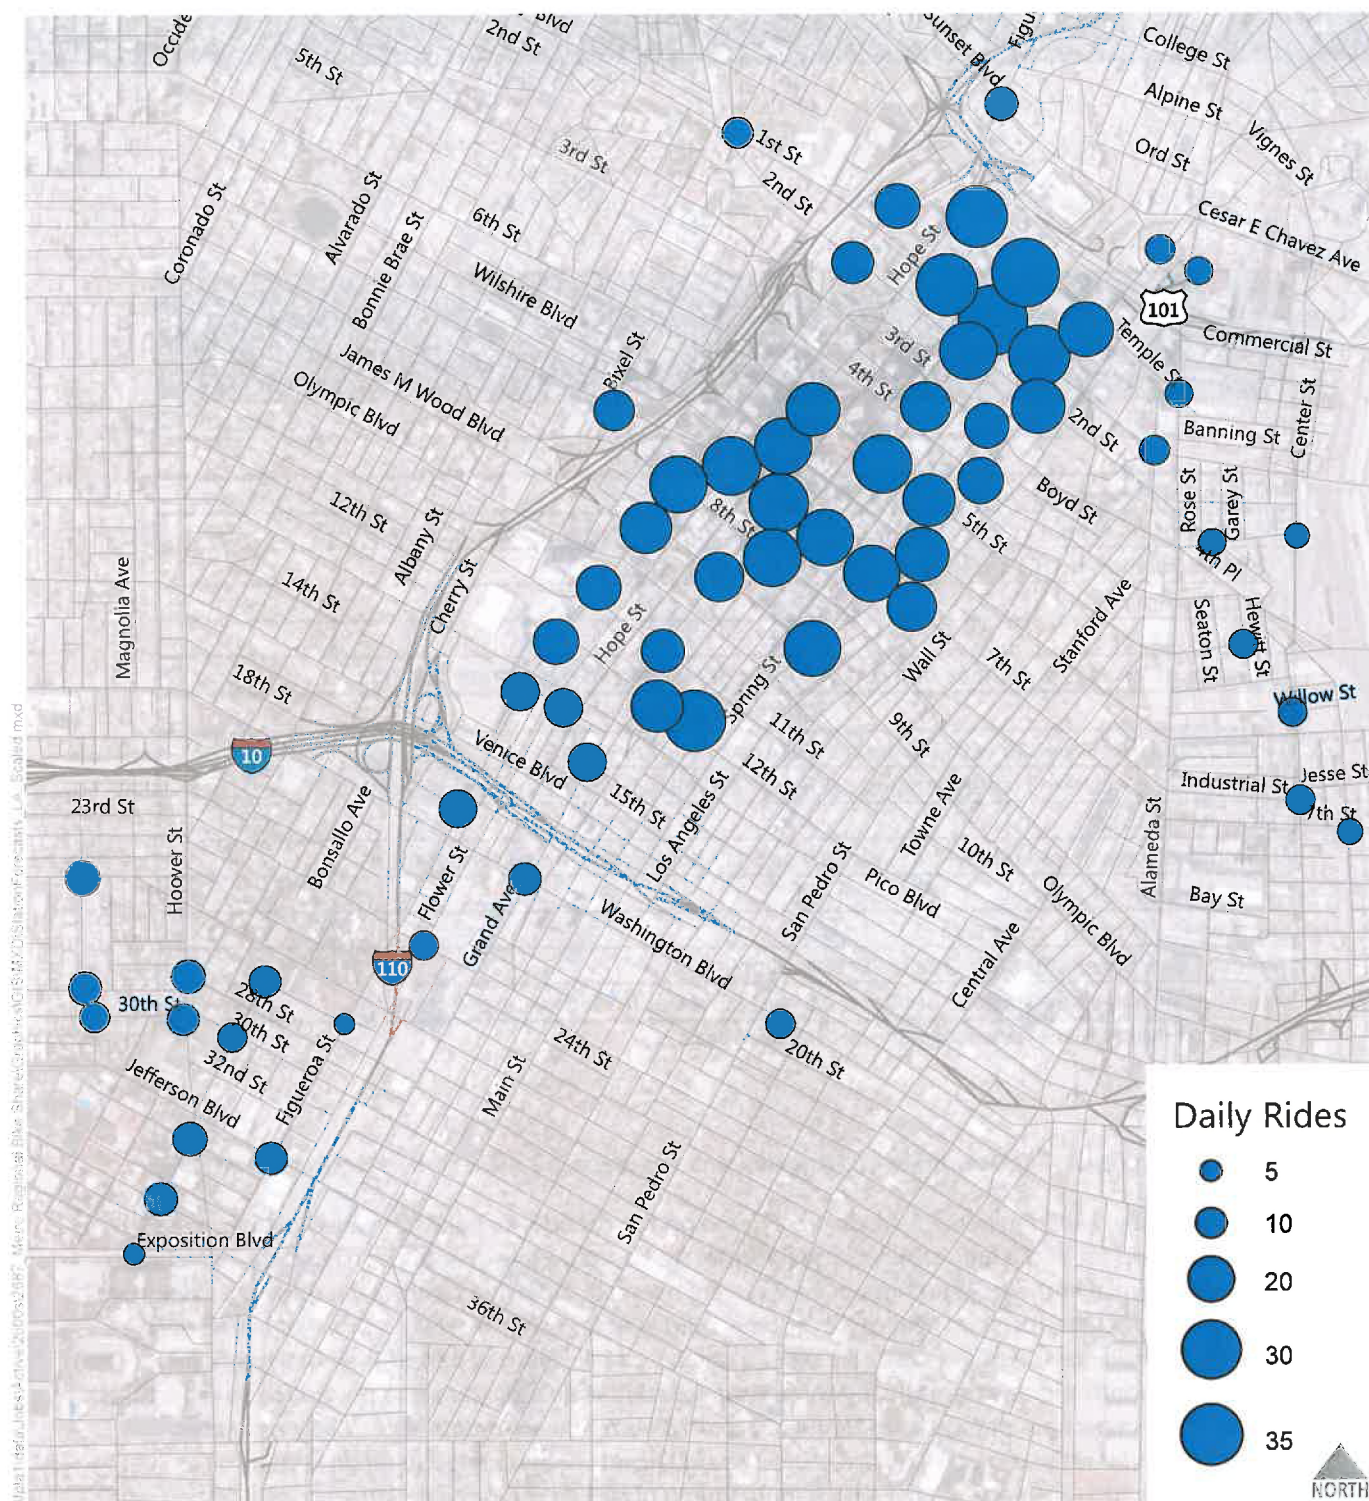 2nd St
5th St
College St
Sunset Blvd
Alpine St
Vignes St
Ord St
1st St
3rd St
2nd St
Coronado St
Alvarado St
Bonnie Brae St
6th St
Cesar E Chavez Ave
Hope St
Wilshire Blvd
101
Commercial St
Temple St
James M Wood Blvd
Olympic Blvd
Bixel St
3rd St
4th St
2nd St
Banning St
Center St
12th St
Albany St
8th St
Boyd St
5th St
Rose St
Garey St
4th Pl
Magnolia Ave
14th St
Cherry St
Hope St
Wall St
7th St
Stanford Ave
Seaton St
Hewitt St
18th St
Spring St
11th St
9th St
Willow St
10
Venice Blvd
12th St
Industrial St
Jesse St
7th St
23rd St
Hoover St
Bonsallo Ave
15th St
Los Angeles St
Towne Ave
10th St
Alameda St
Flower St
Grand Ave
San Pedro St
Pico Blvd
Olympic Blvd
Bay St
110
Washington Blvd
Central Ave
30th St
28th St
30th St
32nd St
Figueroa St
Jefferson Blvd
Main St
24th St
20th St
San Pedro St
Exposition Blvd
36th St
Daily Rides
5
10
20
30
35
NORTH